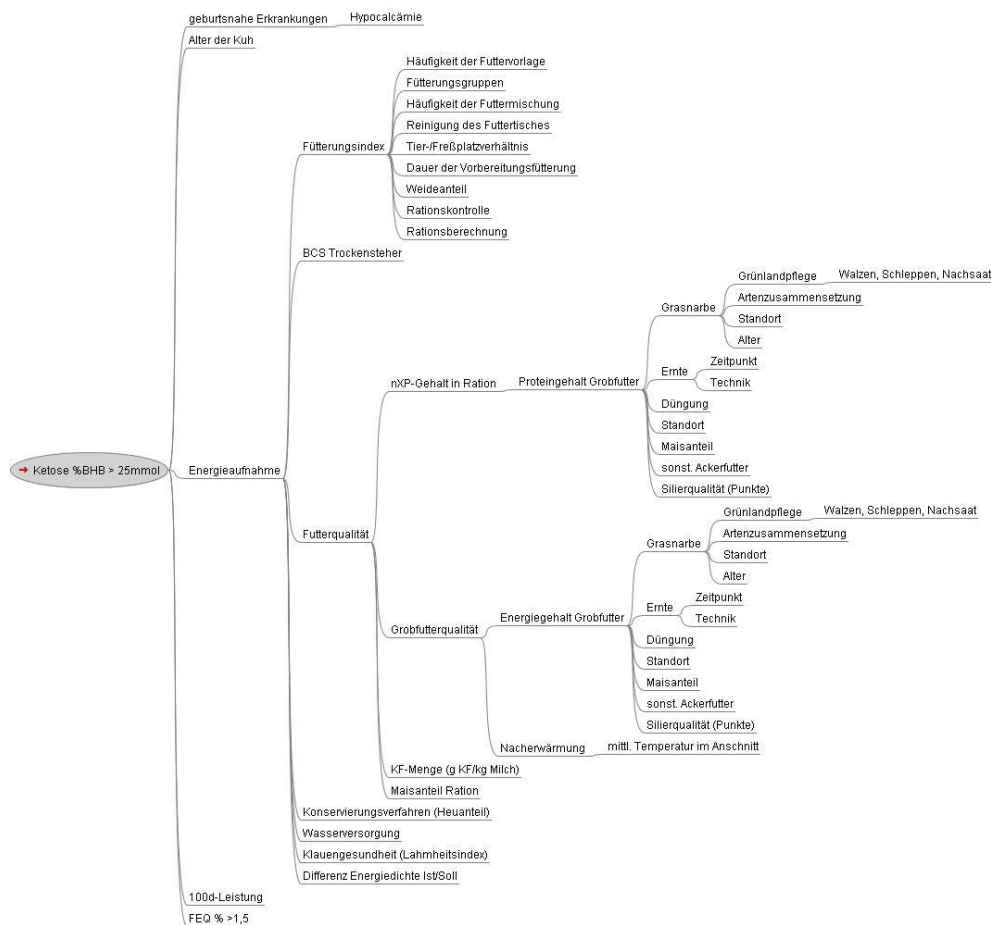 geburtsnahe Erkrankungen
Hypocalcämie
Alter der Kuh
Häufigkeit der Futtervorlage
Fütterungsgruppen
Häufigkeit der Futtermischung
Reinigung des Futtertisches
Fütterungsindex
Tier-/Freßplatzverhältnis
Dauer der Vorbereitungsfütterung
Weideanteil
Rationskontrolle
Rationsberechnung
BCS Trockensteher
Grünlandpflege
Walzen, Schleppen, Nachsaat
Artenzusammensetzung
Grasnarbe
Standort
Alter
Zeitpunkt
Ernte
Technik
nXP-Gehalt in Ration
Proteingehalt Grobfutter
Düngung
Standort
Maisanteil
sonst. Ackerfutter
Silierqualität (Punkte)
Ketose %BHB > 25mmol
Energieaufnahme
Futterqualität
Grünlandpflege
Walzen, Schleppen, Nachsaat
Artenzusammensetzung
Grasnarbe
Standort
Alter
Zeitpunkt
Ernte
Technik
Grobfutterqualität
Energiegehalt Grobfutter
Düngung
Standort
Maisanteil
sonst. Ackerfutter
Silierqualität (Punkte)
Nacherwärmung
mittl. Temperatur im Anschnitt
KF-Menge (g KF/kg Milch)
Maisanteil Ration
Konservierungsverfahren (Heuanteil)
Wasserversorgung
Klauengesundheit (Lahmheitsindex)
Differenz Energiedichte Ist/Soll
100d-Leistung
FEQ % >1,5